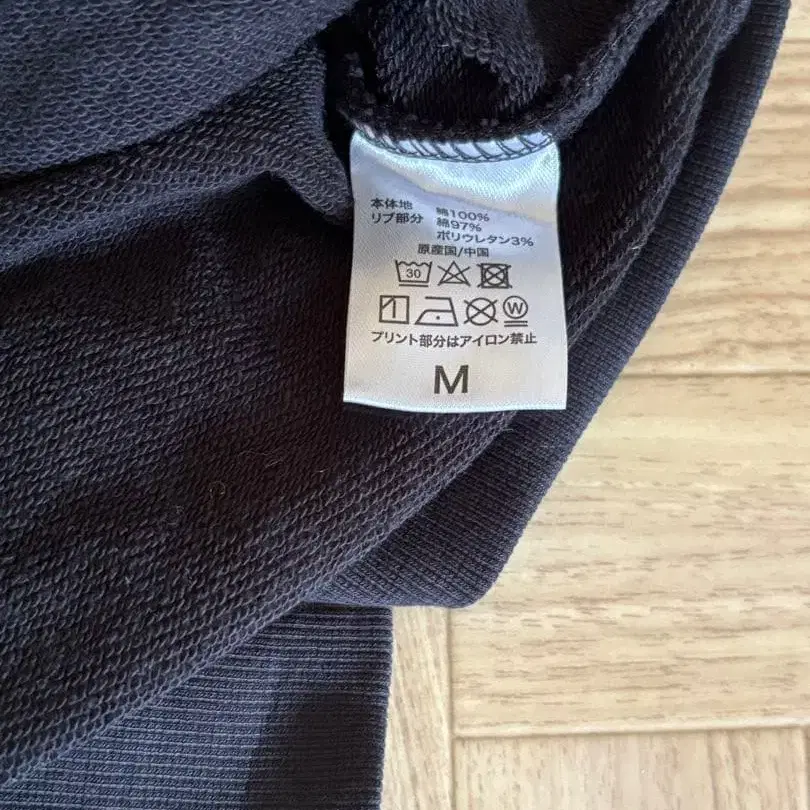 本体地 綿100%
リブ部分 綿97%
ポリウレタン3%
原産国/中国
30
W
プリント部分はアイロン禁止
M